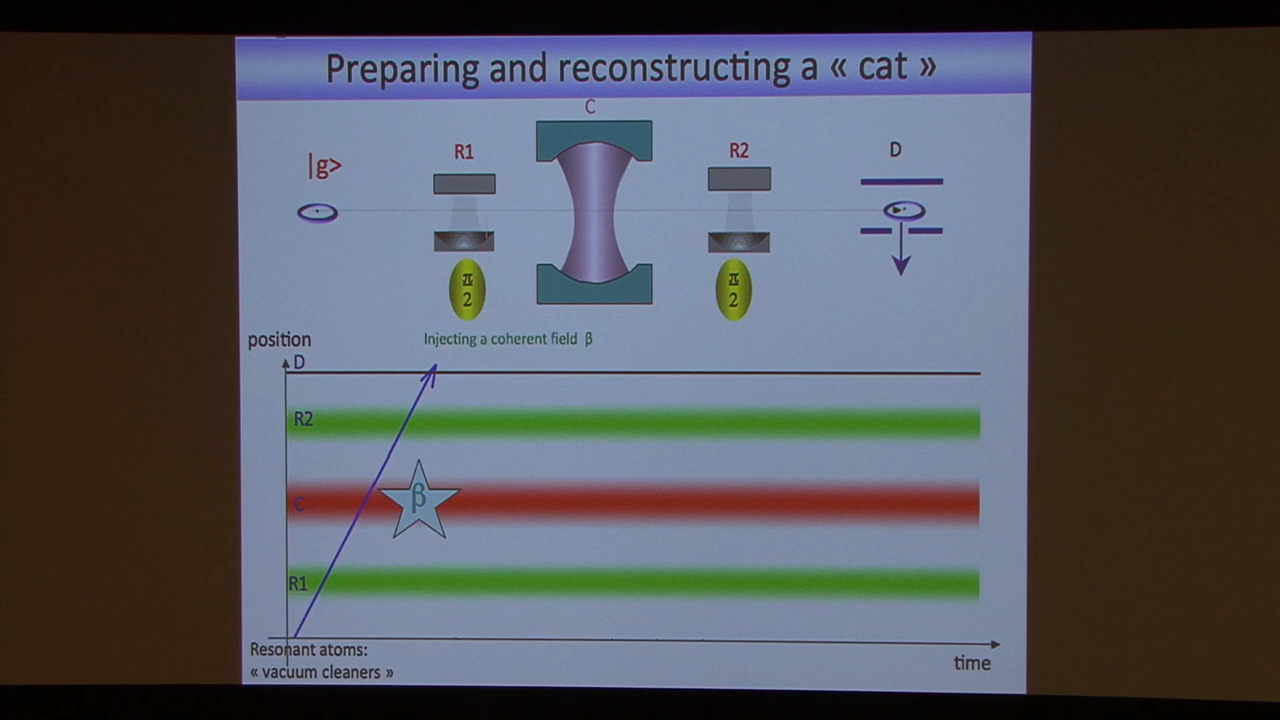 Preparing and reconstructing a « cat »
C
|g>
R1
R2
D
π
2
π
2
Injecting a coherent field β
position
D
R2
C
β
R1
Resonant atoms:
« vacuum cleaners »
time